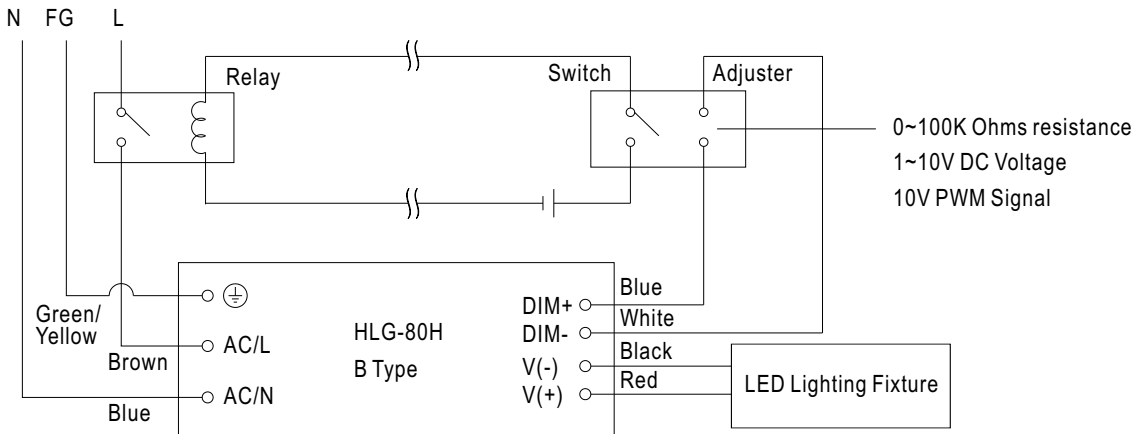 N FG L
Relay
Switch
Adjuster
0~100K Ohms resistance
1~10V DC Voltage
10V PWM Signal
Green/
Yellow
Brown
Blue
AC/L
AC/N
HLG-80H
B Type
DIM+
DIM-
V(-)
V(+)
Blue
White
Black
Red
LED Lighting Fixture